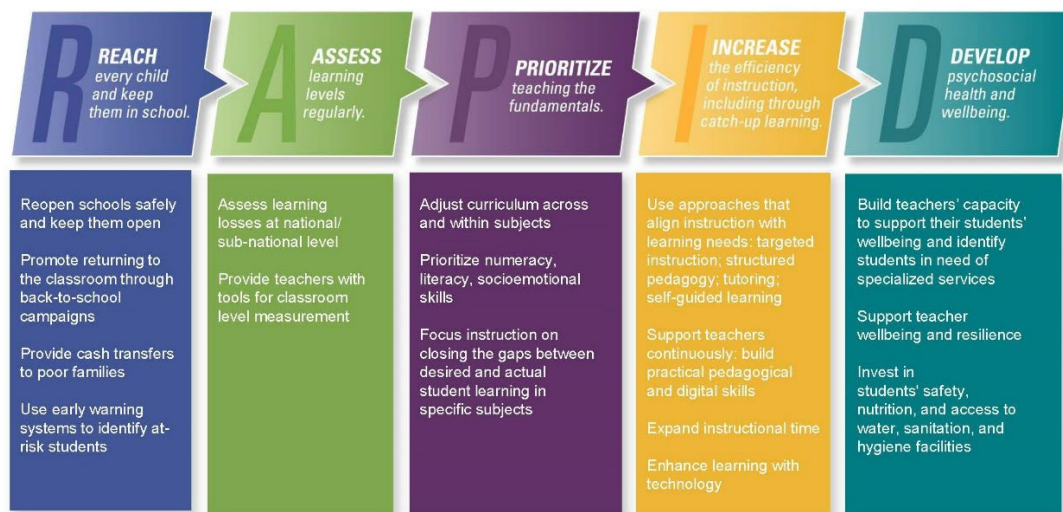 R
REACH
every child
and keep
them in school.
A
ASSESS
learning
levels
regularly.
P
PRIORITIZE
teaching the
fundamentals.
I
INCREASE
the efficiency
of instruction,
including through
catch-up learning.
D
DEVELOP
psychosocial
health and
wellbeing.
Reopen schools safely
and keep them open
Promote returning to
the classroom through
back-to-school
campaigns
Provide cash transfers
to poor families
Use early warning
systems to identify at-
risk students
Assess learning
losses at national/
sub-national level
Provide teachers with
tools for classroom
level measurement
Adjust curriculum across
and within subjects
Prioritize numeracy,
literacy, socioemotional
skills
Focus instruction on
closing the gaps between
desired and actual
student learning in
specific subjects
Use approaches that
align instruction with
learning needs: targeted
instruction; structured
pedagogy; tutoring;
self-guided learning
Support teachers
continuously: build
practical pedagogical
and digital skills
Expand instructional time
Enhance learning with
technology
Build teachers' capacity
to support their students'
wellbeing and identify
students in need of
specialized services
Support teacher
wellbeing and resilience
Invest in
students' safety,
nutrition, and access to
water, sanitation, and
hygiene facilities